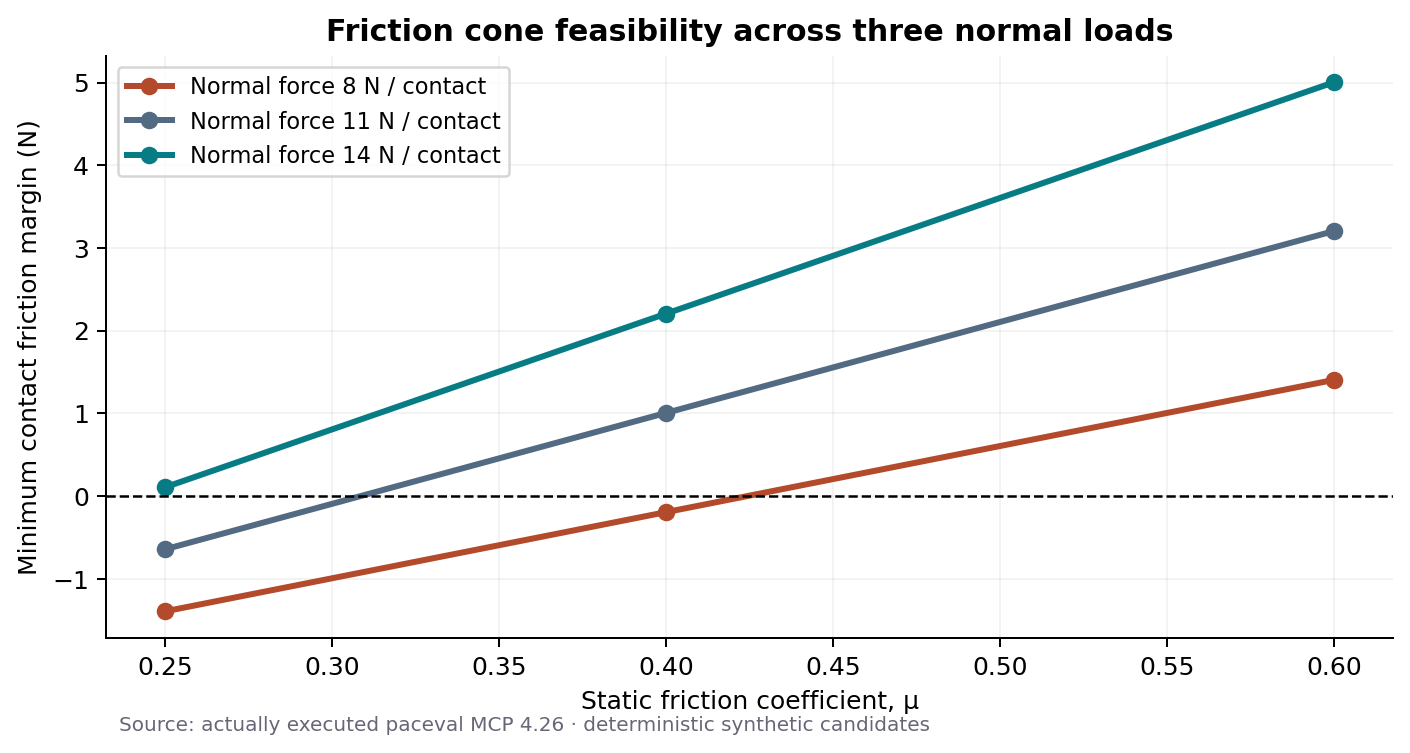 Friction cone feasibility across three normal loads
Normal force 8 N / contact
Normal force 11 N / contact
Normal force 14 N / contact
Minimum contact friction margin (N)
5
4
3
2
1
0
−1
0.25 0.30 0.35 0.40 0.45 0.50 0.55 0.60
Static friction coefficient, μ
Source: actually executed paceval MCP 4.26 · deterministic synthetic candidates